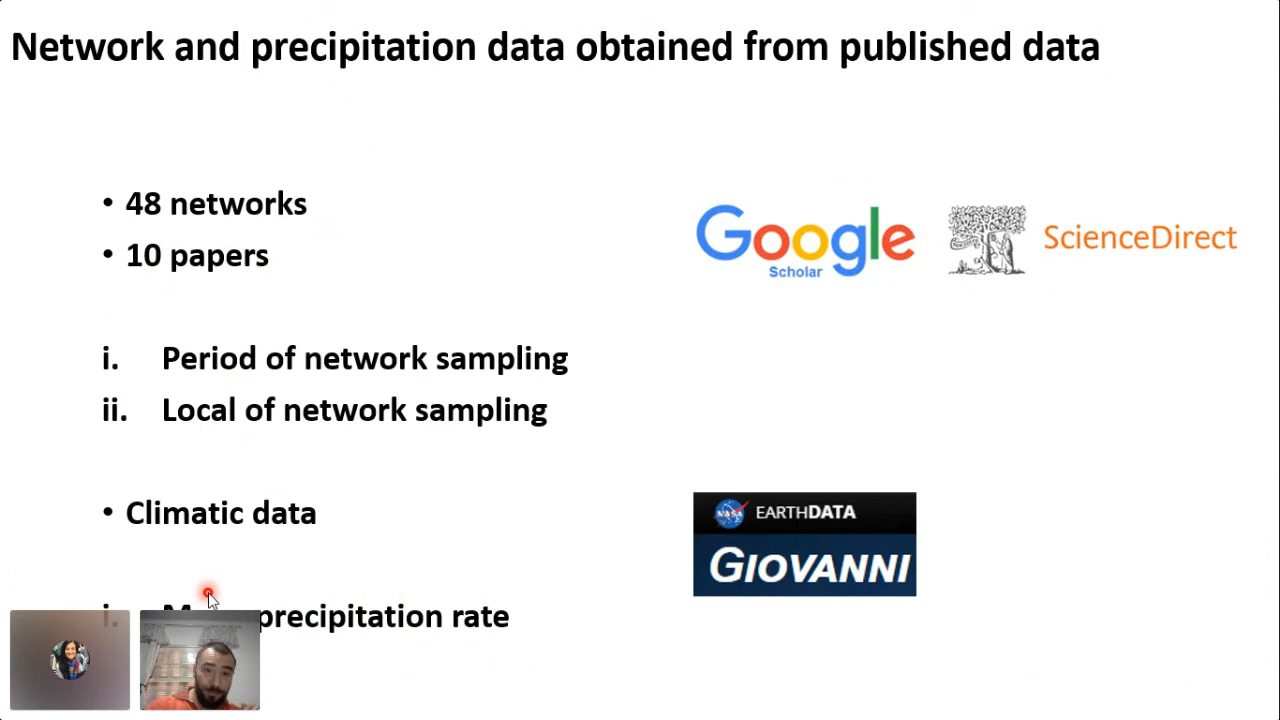 Network and precipitation data obtained from published data
• 48 networks
• 10 papers
Google
Scholar
ScienceDirect
i. Period of network sampling
ii. Local of network sampling
• Climatic data
NASA EARTHDATA
GIOVANNI
i. precipitation rate